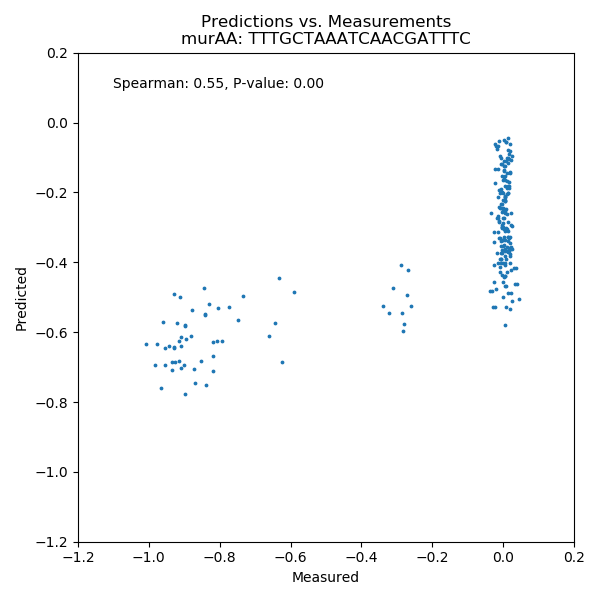 Predictions vs. Measurements
murAA: TTTGCTAAATCAACGATTTC
Spearman: 0.55, P-value: 0.00
0.2
0.0
−0.2
−0.4
−0.6
−0.8
−1.0
−1.2
Predicted
−1.2 −1.0 −0.8 −0.6 −0.4 −0.2 0.0 0.2
Measured